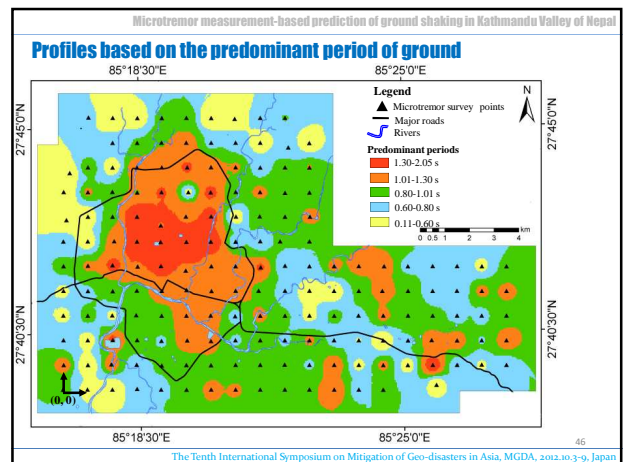 Microtremor measurement-based prediction of ground shaking in Kathmandu Valley of Nepal
Profiles based on the predominant period of ground
85°18'30"E
85°25'0"E
27°45'0"N
27°45'0"N
Legend
Microtremor survey points
Major roads
Rivers
Predominant periods
1.30-2.05 s
1.01-1.30 s
0.80-1.01 s
0.60-0.80 s
0.11-0.60 s
N
0 0.5 1 2 3 4 km
27°40'30"N
27°40'30"N
(0, 0)
85°18'30"E
85°25'0"E
46
The Tenth International Symposium on Mitigation of Geo-disasters in Asia, MGDA, 2012.10.3-9, Japan